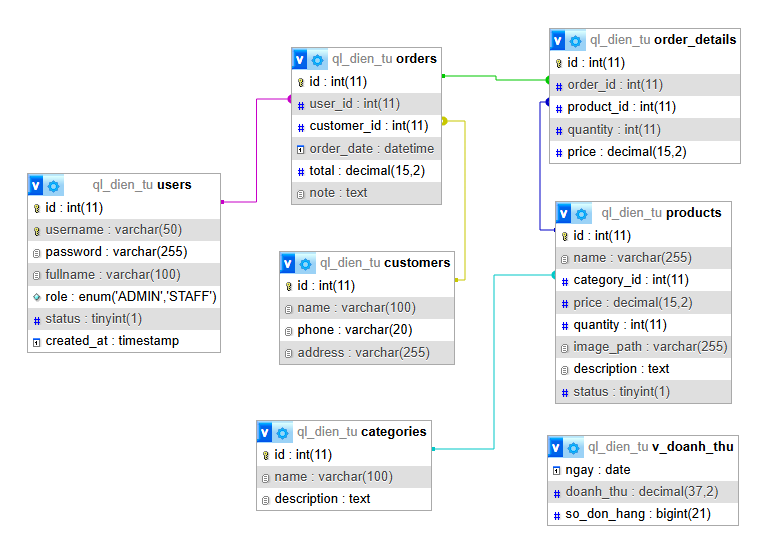 ql_dien_tu orders
id : int(11)
user_id : int(11)
customer_id : int(11)
order_date : datetime
total : decimal(15,2)
note : text
ql_dien_tu order_details
id : int(11)
order_id : int(11)
product_id : int(11)
quantity : int(11)
price : decimal(15,2)
ql_dien_tu users
id : int(11)
username : varchar(50)
password : varchar(255)
fullname : varchar(100)
role : enum('ADMIN','STAFF')
status : tinyint(1)
created_at : timestamp
ql_dien_tu customers
id : int(11)
name : varchar(100)
phone : varchar(20)
address : varchar(255)
ql_dien_tu products
id : int(11)
name : varchar(255)
category_id : int(11)
price : decimal(15,2)
quantity : int(11)
image_path : varchar(255)
description : text
status : tinyint(1)
ql_dien_tu categories
id : int(11)
name : varchar(100)
description : text
ql_dien_tu v_doanh_thu
ngay : date
doanh_thu : decimal(37,2)
so_don_hang : bigint(21)